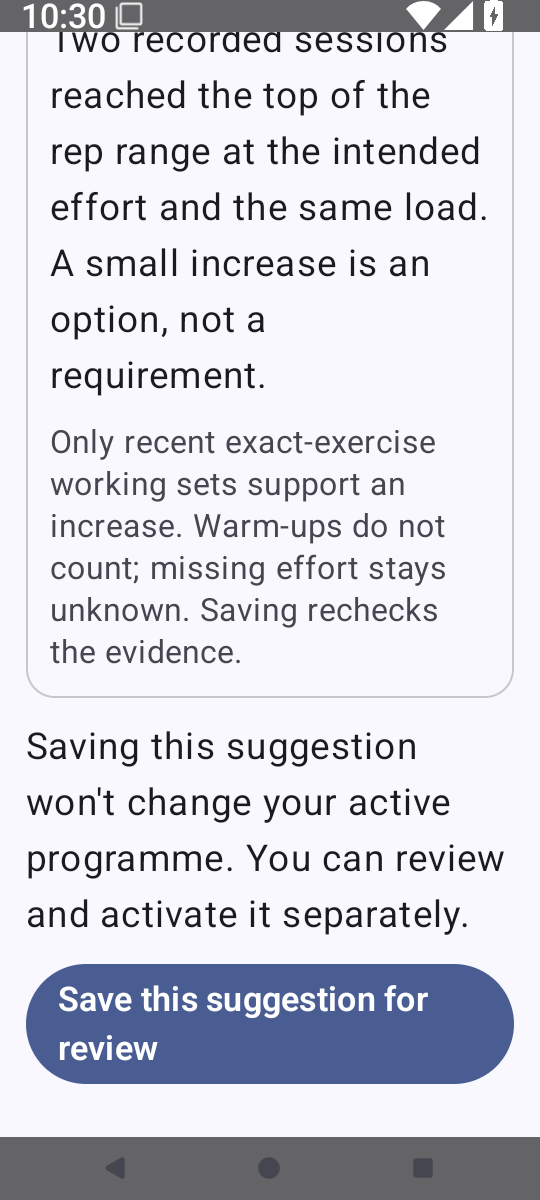 10:30
Two recorded sessions
reached the top of the
rep range at the intended
effort and the same load.
A small increase is an
option, not a
requirement.
Only recent exact-exercise
working sets support an
increase. Warm-ups do not
count; missing effort stays
unknown. Saving rechecks
the evidence.
Saving this suggestion
won't change your active
programme. You can review
and activate it separately.
Save this suggestion for
review